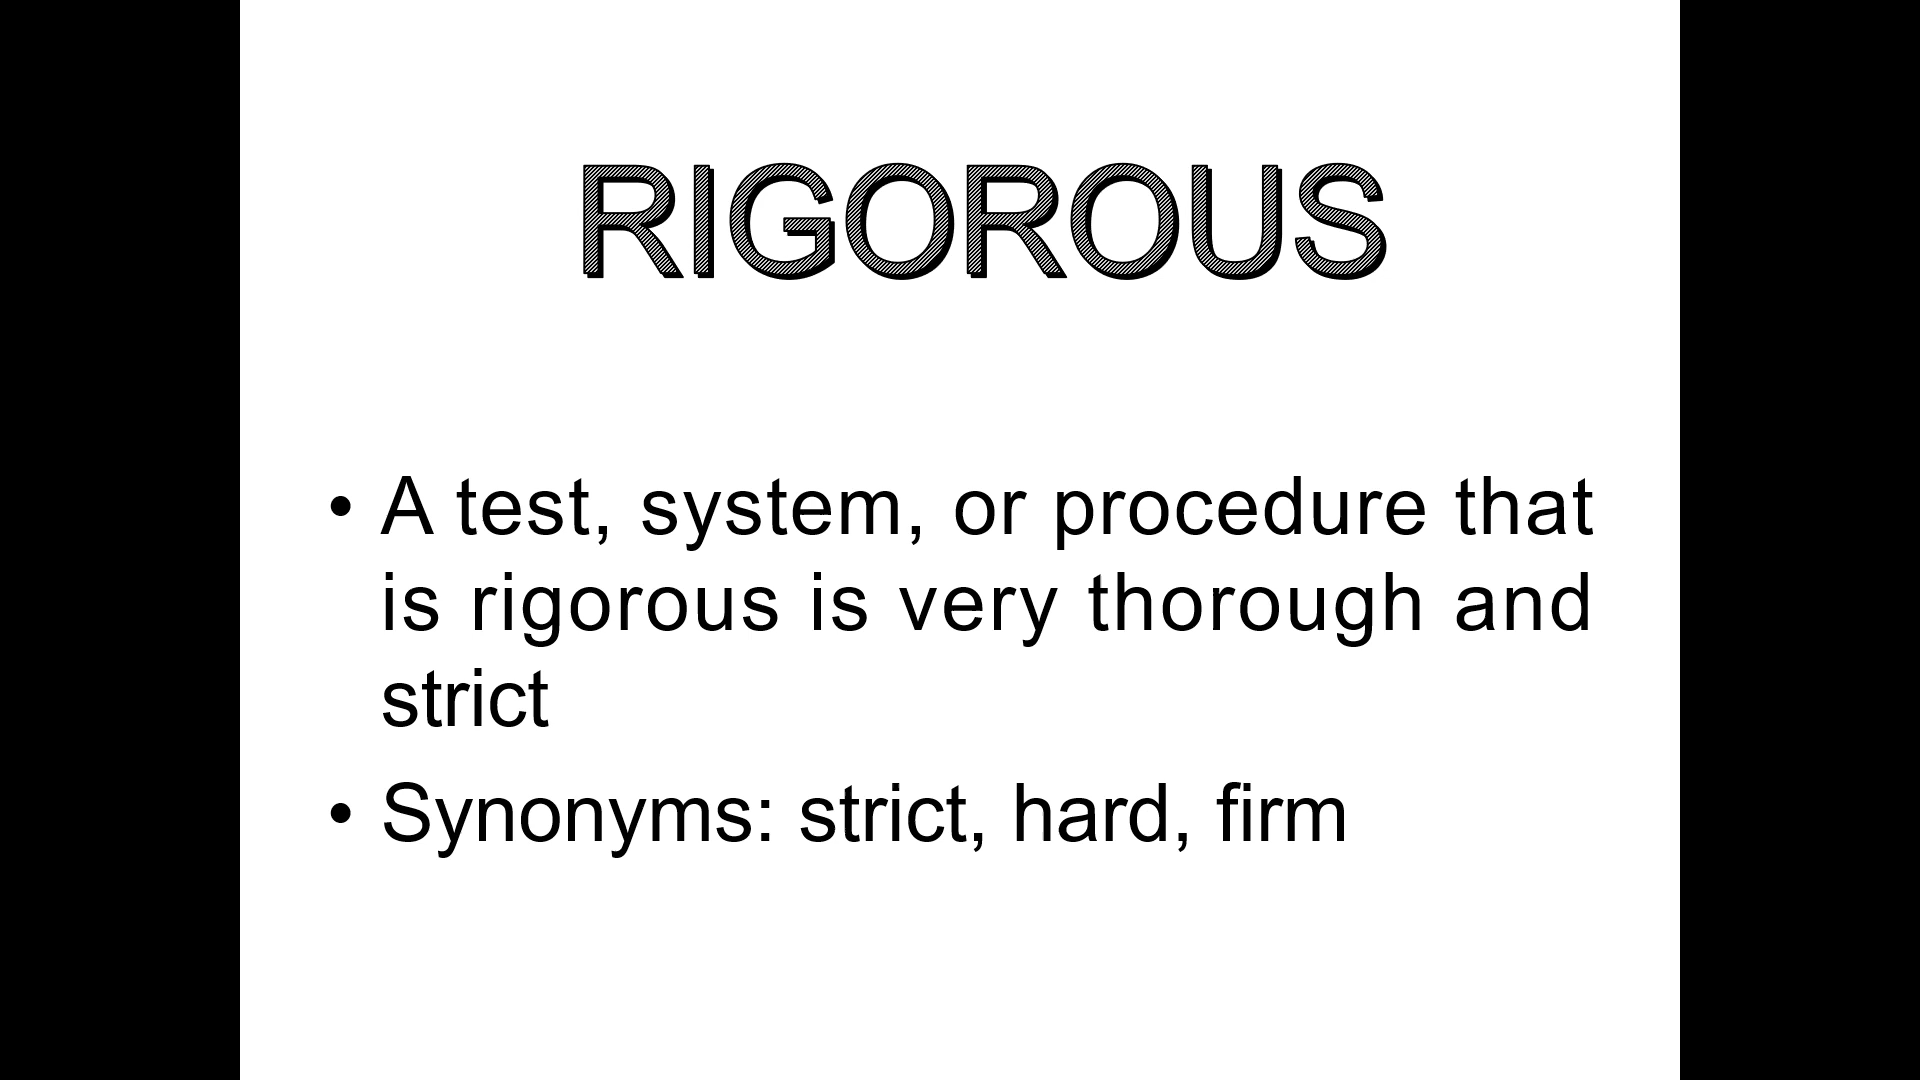 RIGOROUS
• A test, system, or procedure that
is rigorous is very thorough and
strict
• Synonyms: strict, hard, firm